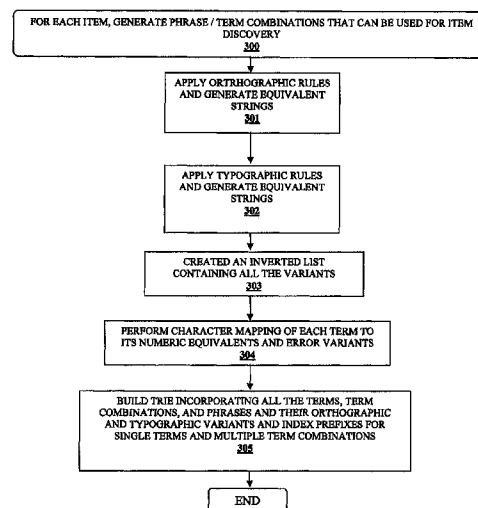 FOR EACH ITEM, GENERATE PHRASE / TERM COMBINATIONS THAT CAN BE USED FOR ITEM
DISCOVERY
300
APPLY ORTRHOGRAPHIC RULES
AND GENERATE EQUIVALENT
STRINGS
301
APPLY TYPOGRAPHIC RULES
AND GENERATE EQUIVALENT
STRINGS
302
CREATED AN INVERTED LIST
CONTAINING ALL THE VARIANTS
303
PERFORM CHARACTER MAPPING OF EACH TERM TO
ITS NUMERIC EQUIVALENTS AND ERROR VARIANTS
304
BUILD TRIE INCORPORATING ALL THE TERMS, TERM
COMBINATIONS, AND PHRASES AND THEIR ORTHOGRAPHIC
AND TYPOGRAPHIC VARIANTS AND INDEX PREFIXES FOR
SINGLE TERMS AND MULTIPLE TERM COMBINATIONS
305
END